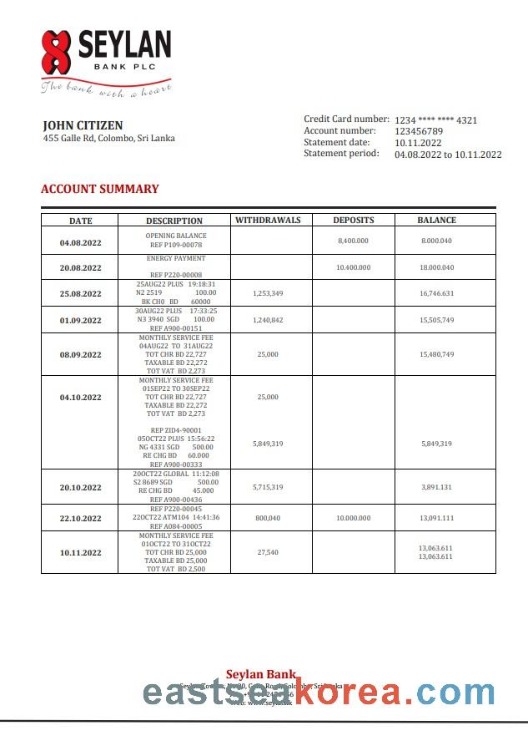 SEYLAN
BANK PLC
The bank with a heart
JOHN CITIZEN
455 Galle Rd, Colombo, Sri Lanka
Credit Card number: 1234 **** **** 4321
Account number: 123456789
Statement date: 10.11.2022
Statement period: 04.08.2022 to 10.11.2022
ACCOUNT SUMMARY
DATE DESCRIPTION WITHDRAWALS DEPOSITS BALANCE
OPENING BALANCE
04.08.2022 REF P109-00078 8,400.000 8.000.040
ENERGY PAYMENT
20.08.2022 10.400.000 18.000.040
REF P220-00008
25AUG22 PLUS 19:18:31
25.08.2022 N2 2519 100.00 1,253,349 16,746.631
BK CH0 BD 60000
30AUG22 PLUS 17:33:25
01.09.2022 N3 3940 SGD 100.00 1,240,842 15,505,749
REF A900-00151
MONTHLY SERVICE FEE
04AUG22 TO 31AUG22
08.09.2022 TOT CHR BD 22,727 25,000 15,480,749
TAXABLE BD 22,272
TOT VAT BD 2,273
MONTHLY SERVICE FEE
01SEP22 TO 30SEP22
04.10.2022 TOT CHR BD 22,727 25,000
TAXABLE BD 22,272
TOT VAT BD 2,273
REF ZID4-90001
05OCT22 PLUS 15:56:22
NG 4331 SGD 500.00 5,849,319 5,849,319
RE CHG BD 60.000
REF A900-00333
20OCT22 GLOBAL 11:12:08
20.10.2022 S2 8689 SGD 500.00 5,715,319 3,891.131
RE CHG BD 45.000
REF A900-00436
REF P220-00045
22.10.2022 22OCT22 ATM104 14:41:36 800,040 10.000.000 13,091.111
REF A084-00005
MONTHLY SERVICE FEE
01OCT22 TO 31OCT22
10.11.2022 TOT CHR BD 25,000 27,540 13,063.611
TAXABLE BD 25,000 13,063.611
TOT VAT BD 2,500
Seylan Bank
eastseakorea.com